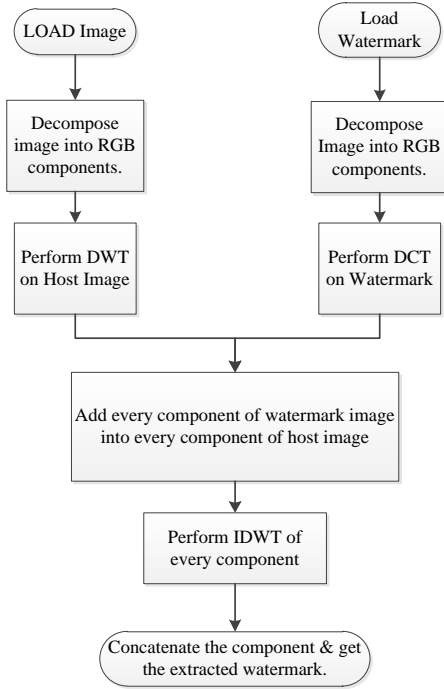 LOAD Image
Load
Watermark
Decompose
image into RGB
components.
Decompose
Image into RGB
components.
Perform DWT
on Host Image
Perform DCT
on Watermark
Add every component of watermark image
into every component of host image
Perform IDWT of
every component
Concatenate the component & get
the extracted watermark.